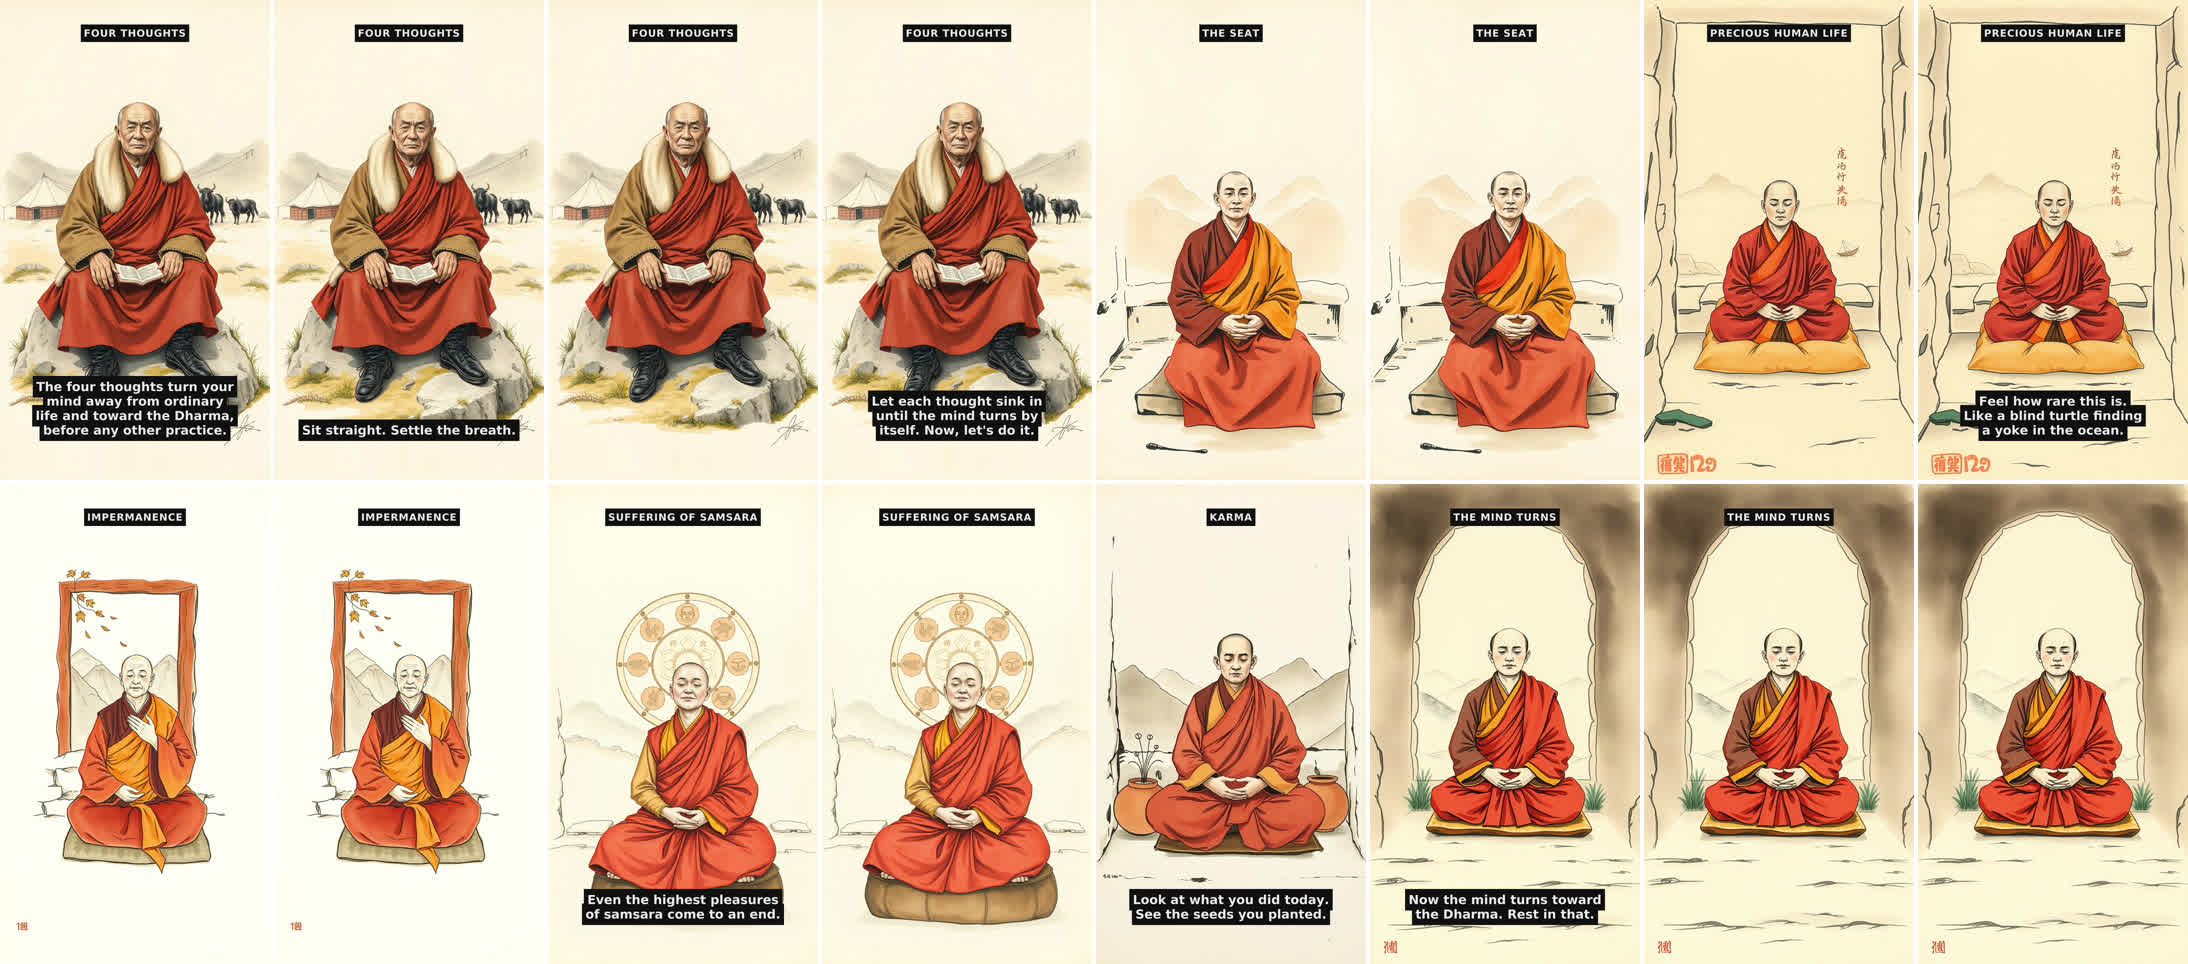 FOUR THOUGHTS
The four thoughts turn your
mind away from ordinary
life and toward the Dharma,
before any other practice.
FOUR THOUGHTS
Sit straight. Settle the breath.
FOUR THOUGHTS
FOUR THOUGHTS
Let each thought sink in
until the mind turns by
itself. Now, let's do it.
THE SEAT
THE SEAT
PRECIOUS HUMAN LIFE
PRECIOUS HUMAN LIFE
Feel how rare this is.
Like a blind turtle finding
a yoke in the ocean.
IMPERMANENCE
IMPERMANENCE
SUFFERING OF SAMSARA
Even the highest pleasures
of samsara come to an end.
SUFFERING OF SAMSARA
KARMA
Look at what you did today.
See the seeds you planted.
THE MIND TURNS
Now the mind turns toward
the Dharma. Rest in that.
THE MIND TURNS